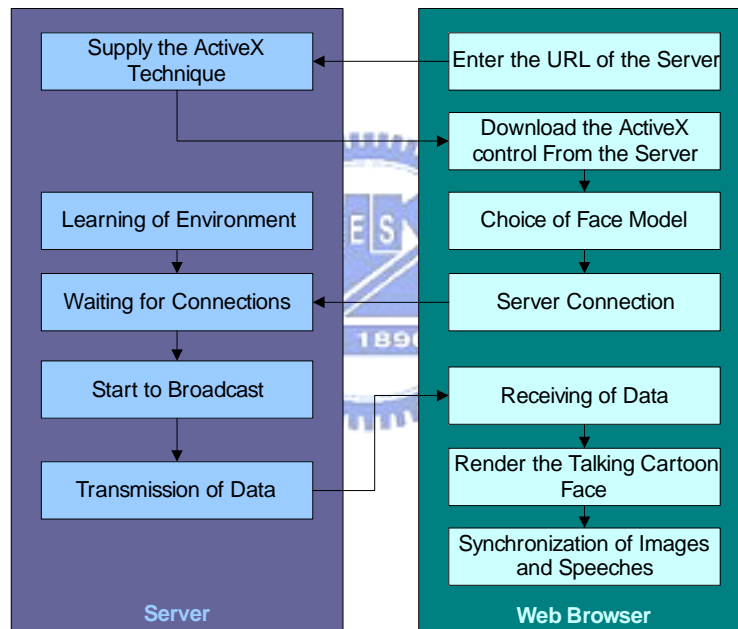 Supply the ActiveX
Technique
Enter the URL of the Server
Download the ActiveX
control From the Server
Learning of Environment
Choice of Face Model
E S
Waiting for Connections
Server Connection
1896
Start to Broadcast
Receiving of Data
Transmission of Data
Render the Talking Cartoon
Face
Synchronization of Images
and Speeches
Server
Web Browser